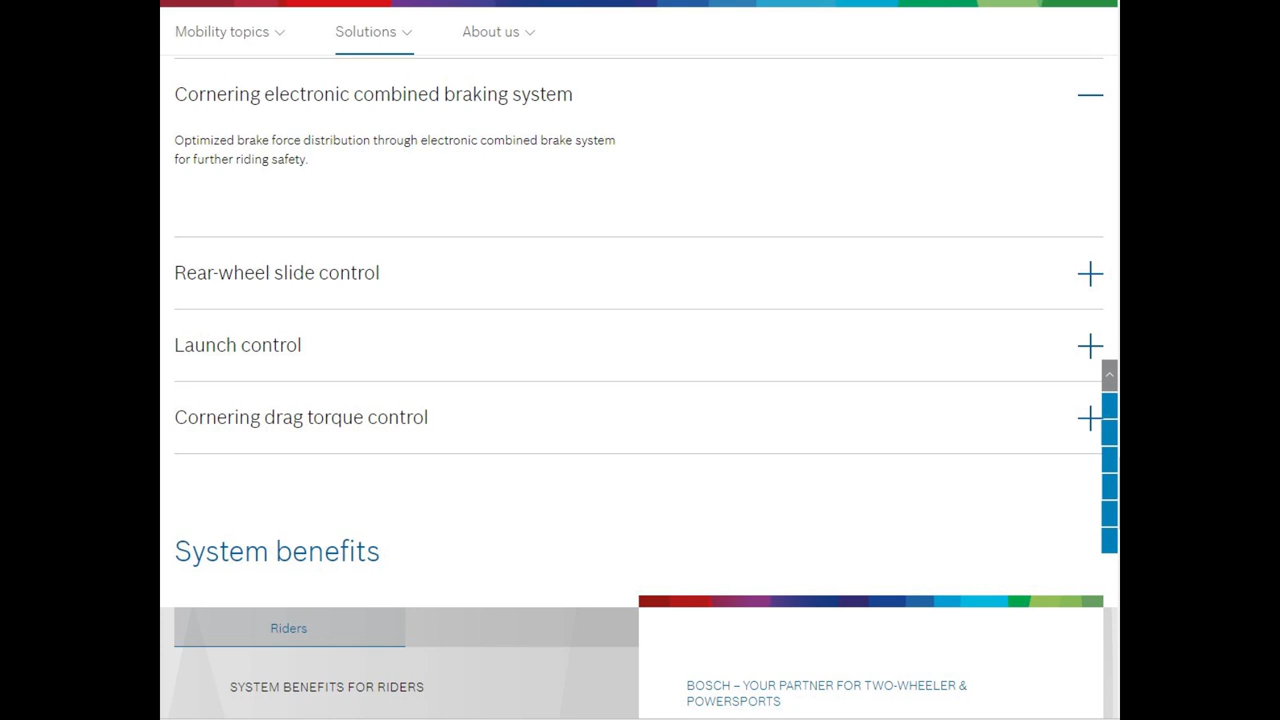 Mobility topics
Solutions
About us
Cornering electronic combined braking system
Optimized brake force distribution through electronic combined brake system
for further riding safety.
Rear-wheel slide control
Launch control
Cornering drag torque control
System benefits
Riders
SYSTEM BENEFITS FOR RIDERS
BOSCH – YOUR PARTNER FOR TWO-WHEELER &
POWERSPORTS